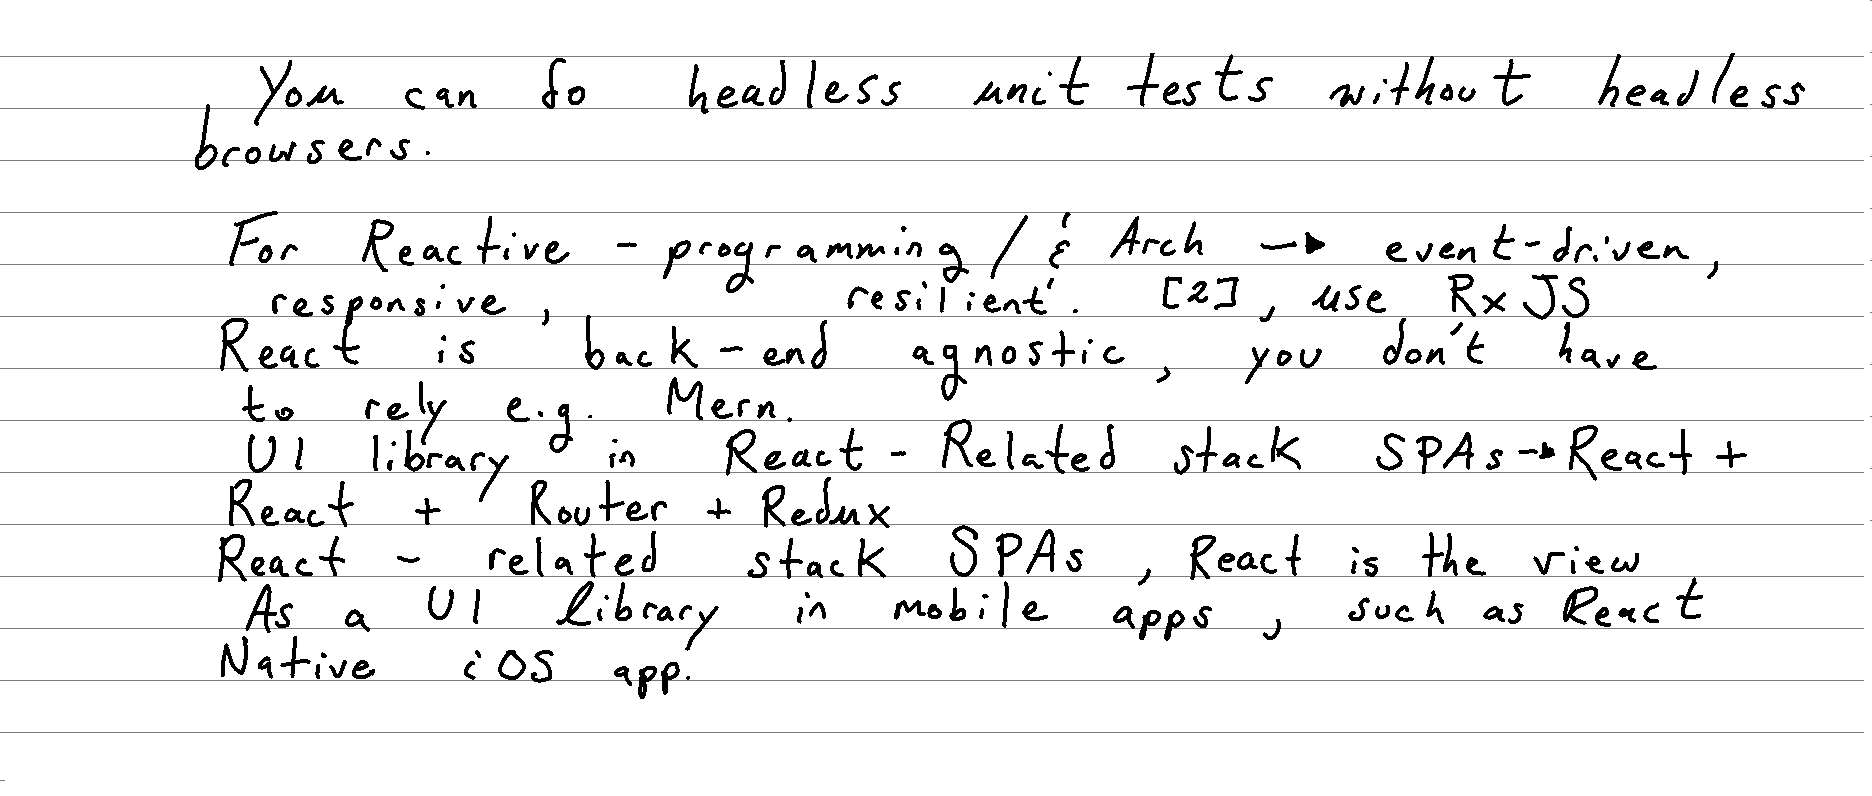 You can do headless unit tests without headless
browsers.
For Reactive - programming / & Arch → event-driven,
responsive, resilient. [2], use RxJS
React is back-end agnostic, you don't have
to rely e.g. Mern.
UI library in React - Related stack SPAs → React +
React + Router + Redux
React - related stack SPAs, React is the view
As a UI library in mobile apps, such as React
Native iOS app.